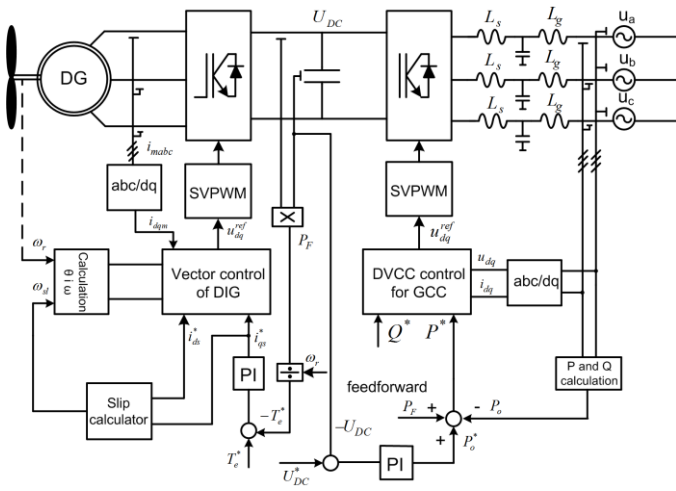 DG
U_DC
L_s
L_g
u_a
L_s
L_g
u_b
L_s
L_g
u_c
i_mabc
abc/dq
i_dqm
SVPWM
u_dq^ref
P_F
SVPWM
u_dq^ref
ω_r
ω_sl
Calculation
θ i ω
Vector control
of DIG
DVCC control
for GCC
u_dq
i_dq
abc/dq
i_ds^*
i_qs^*
Q^*
P^*
PI
ω_r
P and Q
calculation
Slip
calculator
feedforward
P_F
+
-
P_o
-T_e^*
-U_DC
+
P_o^*
T_e^*
U_DC^*
PI